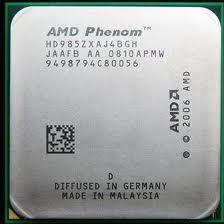 AMD Phenom™
HD985ZXAJ4BGH
JAAFB AA 0810APMW
9498794C80056
AMD
© 2006 AMD
D
DIFFUSED IN GERMANY
MADE IN MALAYSIA